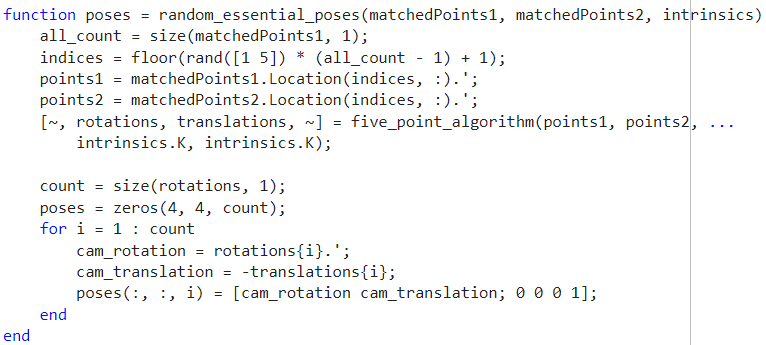 function poses = random_essential_poses(matchedPoints1, matchedPoints2, intrinsics)
    all_count = size(matchedPoints1, 1);
    indices = floor(rand([1 5]) * (all_count - 1) + 1);
    points1 = matchedPoints1.Location(indices, :).';
    points2 = matchedPoints2.Location(indices, :).';
    [~, rotations, translations, ~] = five_point_algorithm(points1, points2, ...
        intrinsics.K, intrinsics.K);

    count = size(rotations, 1);
    poses = zeros(4, 4, count);
    for i = 1 : count
        cam_rotation = rotations{i}.';
        cam_translation = -translations{i};
        poses(:, :, i) = [cam_rotation cam_translation; 0 0 0 1];
    end
end